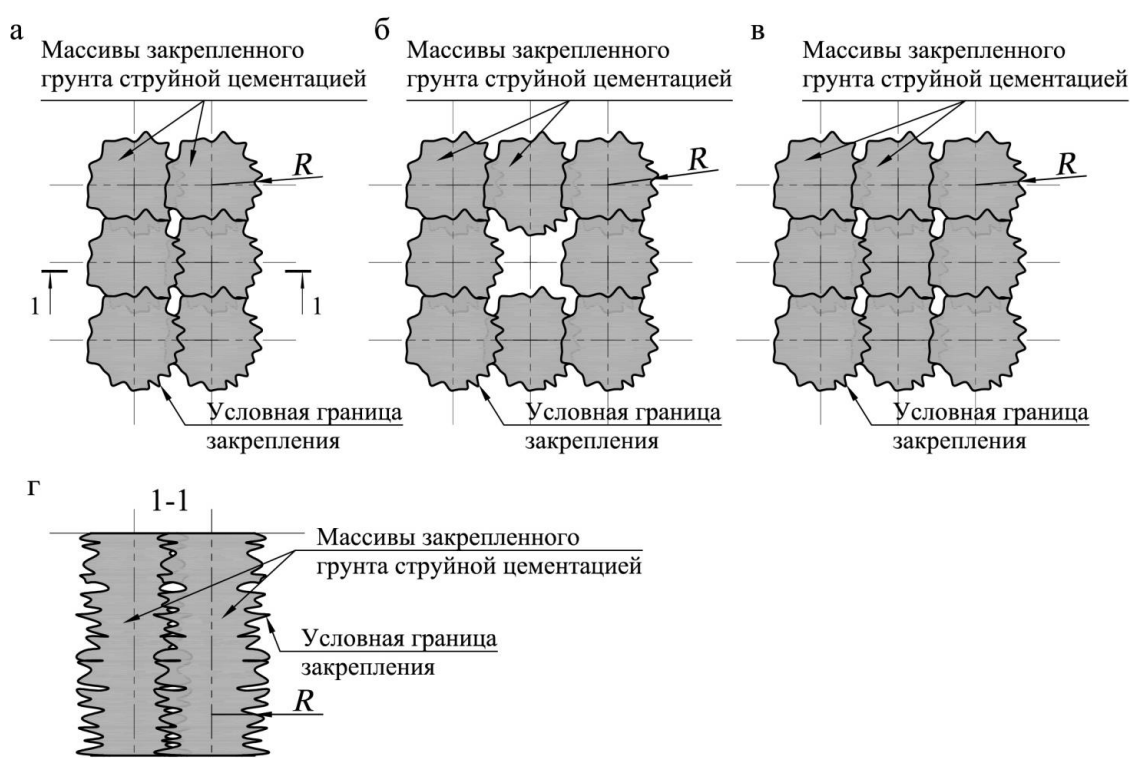 а
Массивы закрепленного
грунта струйной цементацией
R
1
1
Условная граница
закрепления
б
Массивы закрепленного
грунта струйной цементацией
R
Условная граница
закрепления
в
Массивы закрепленного
грунта струйной цементацией
R
Условная граница
закрепления
г
1-1
Массивы закрепленного
грунта струйной цементацией
Условная граница
закрепления
R